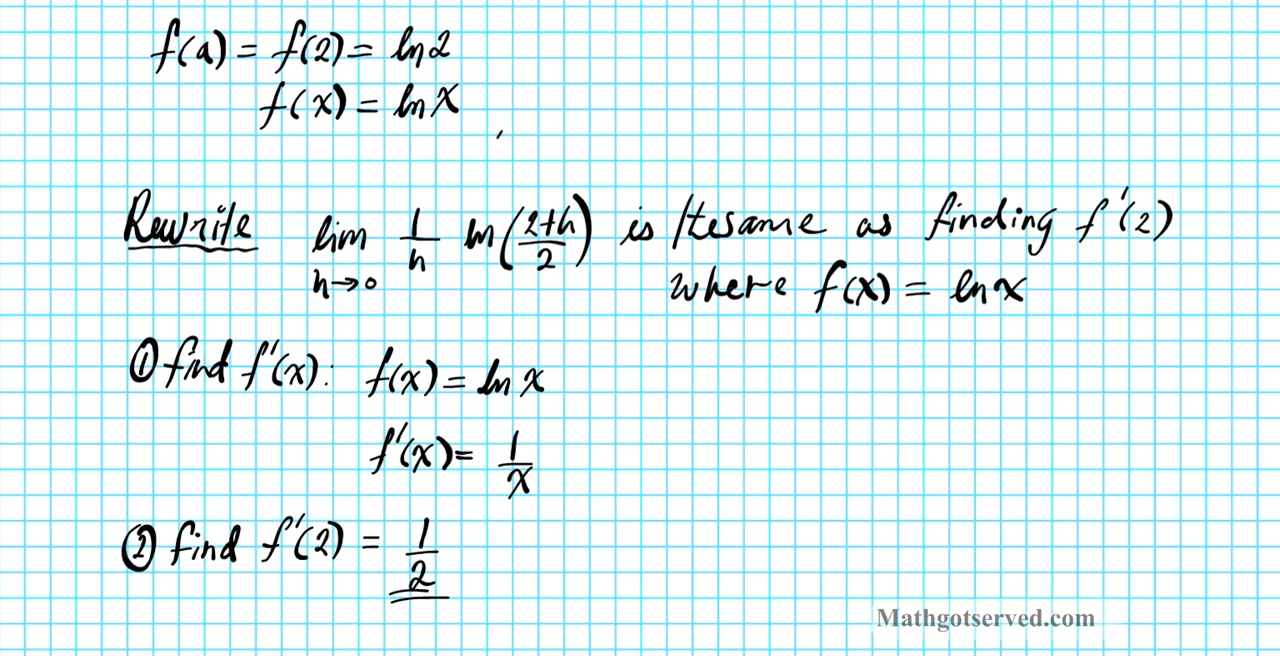 f(a) = f(2) = ln 2
f(x) = ln x
Rewrite lim h→0 1/h ln((2+h)/2) is the same as finding f'(2)
where f(x) = ln x
① find f'(x): f(x) = ln x
f'(x) = 1/x
② find f'(2) = 1/2
Mathgotserved.com